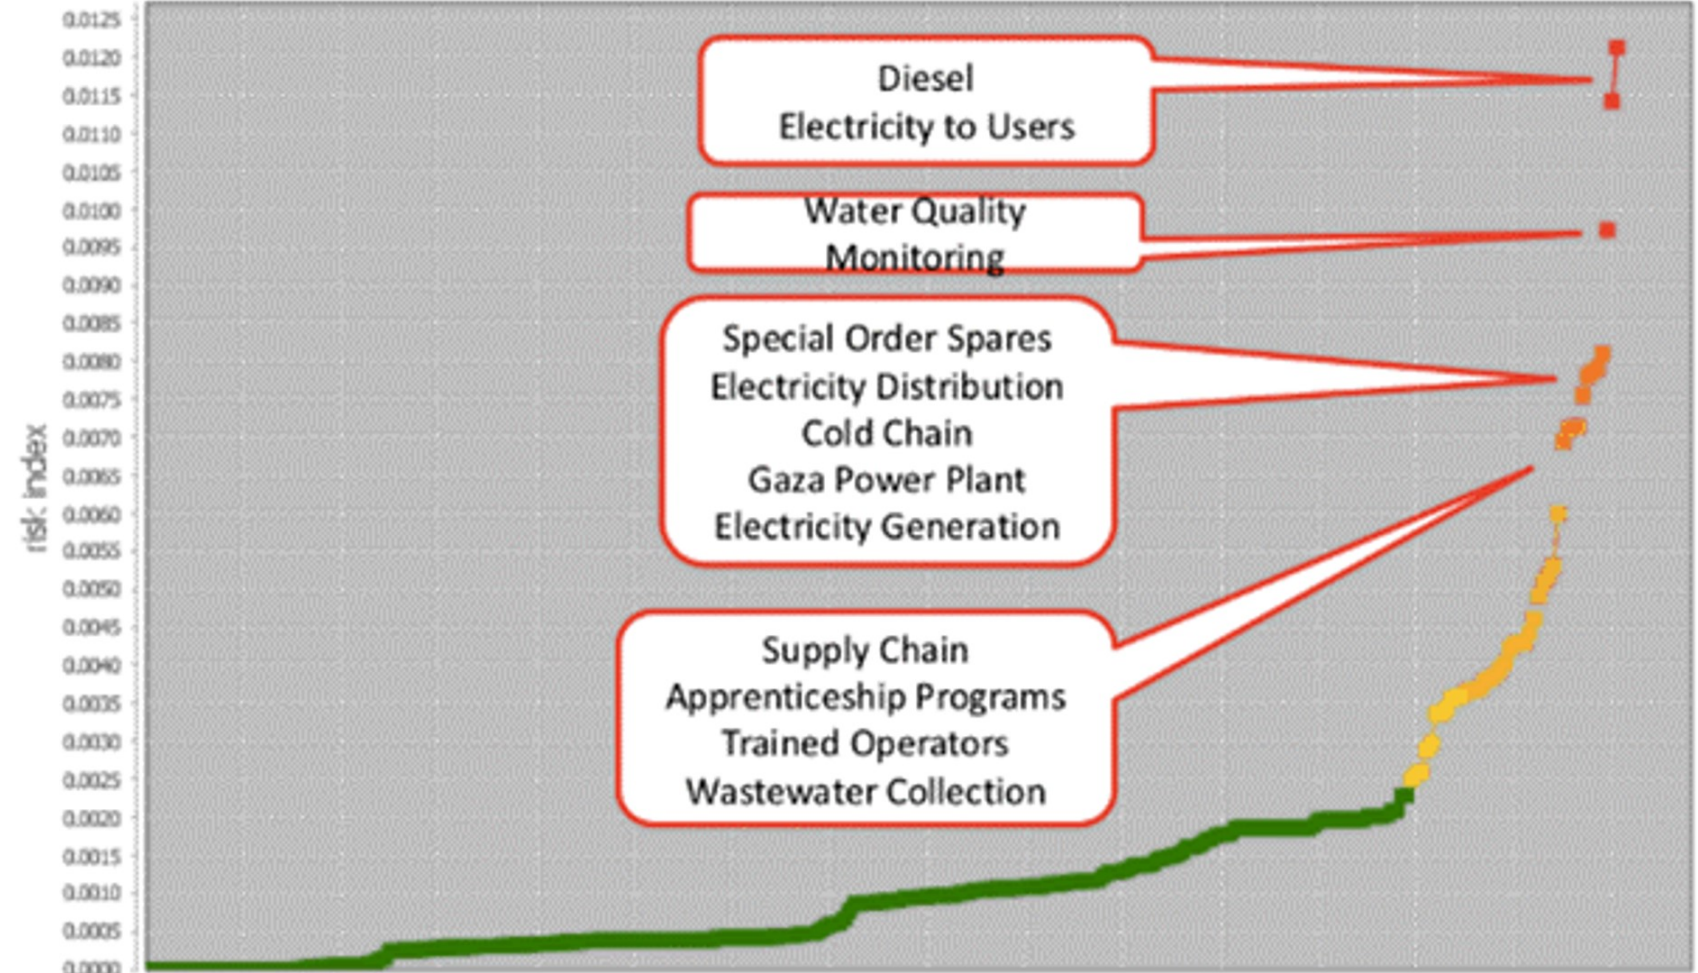 risk index
0.0125
0.0120
0.0115
0.0110
0.0105
0.0100
0.0095
0.0090
0.0085
0.0080
0.0075
0.0070
0.0065
0.0060
0.0055
0.0050
0.0045
0.0040
0.0035
0.0030
0.0025
0.0020
0.0015
0.0010
0.0005
0.0000
Diesel
Electricity to Users
Water Quality
Monitoring
Special Order Spares
Electricity Distribution
Cold Chain
Gaza Power Plant
Electricity Generation
Supply Chain
Apprenticeship Programs
Trained Operators
Wastewater Collection